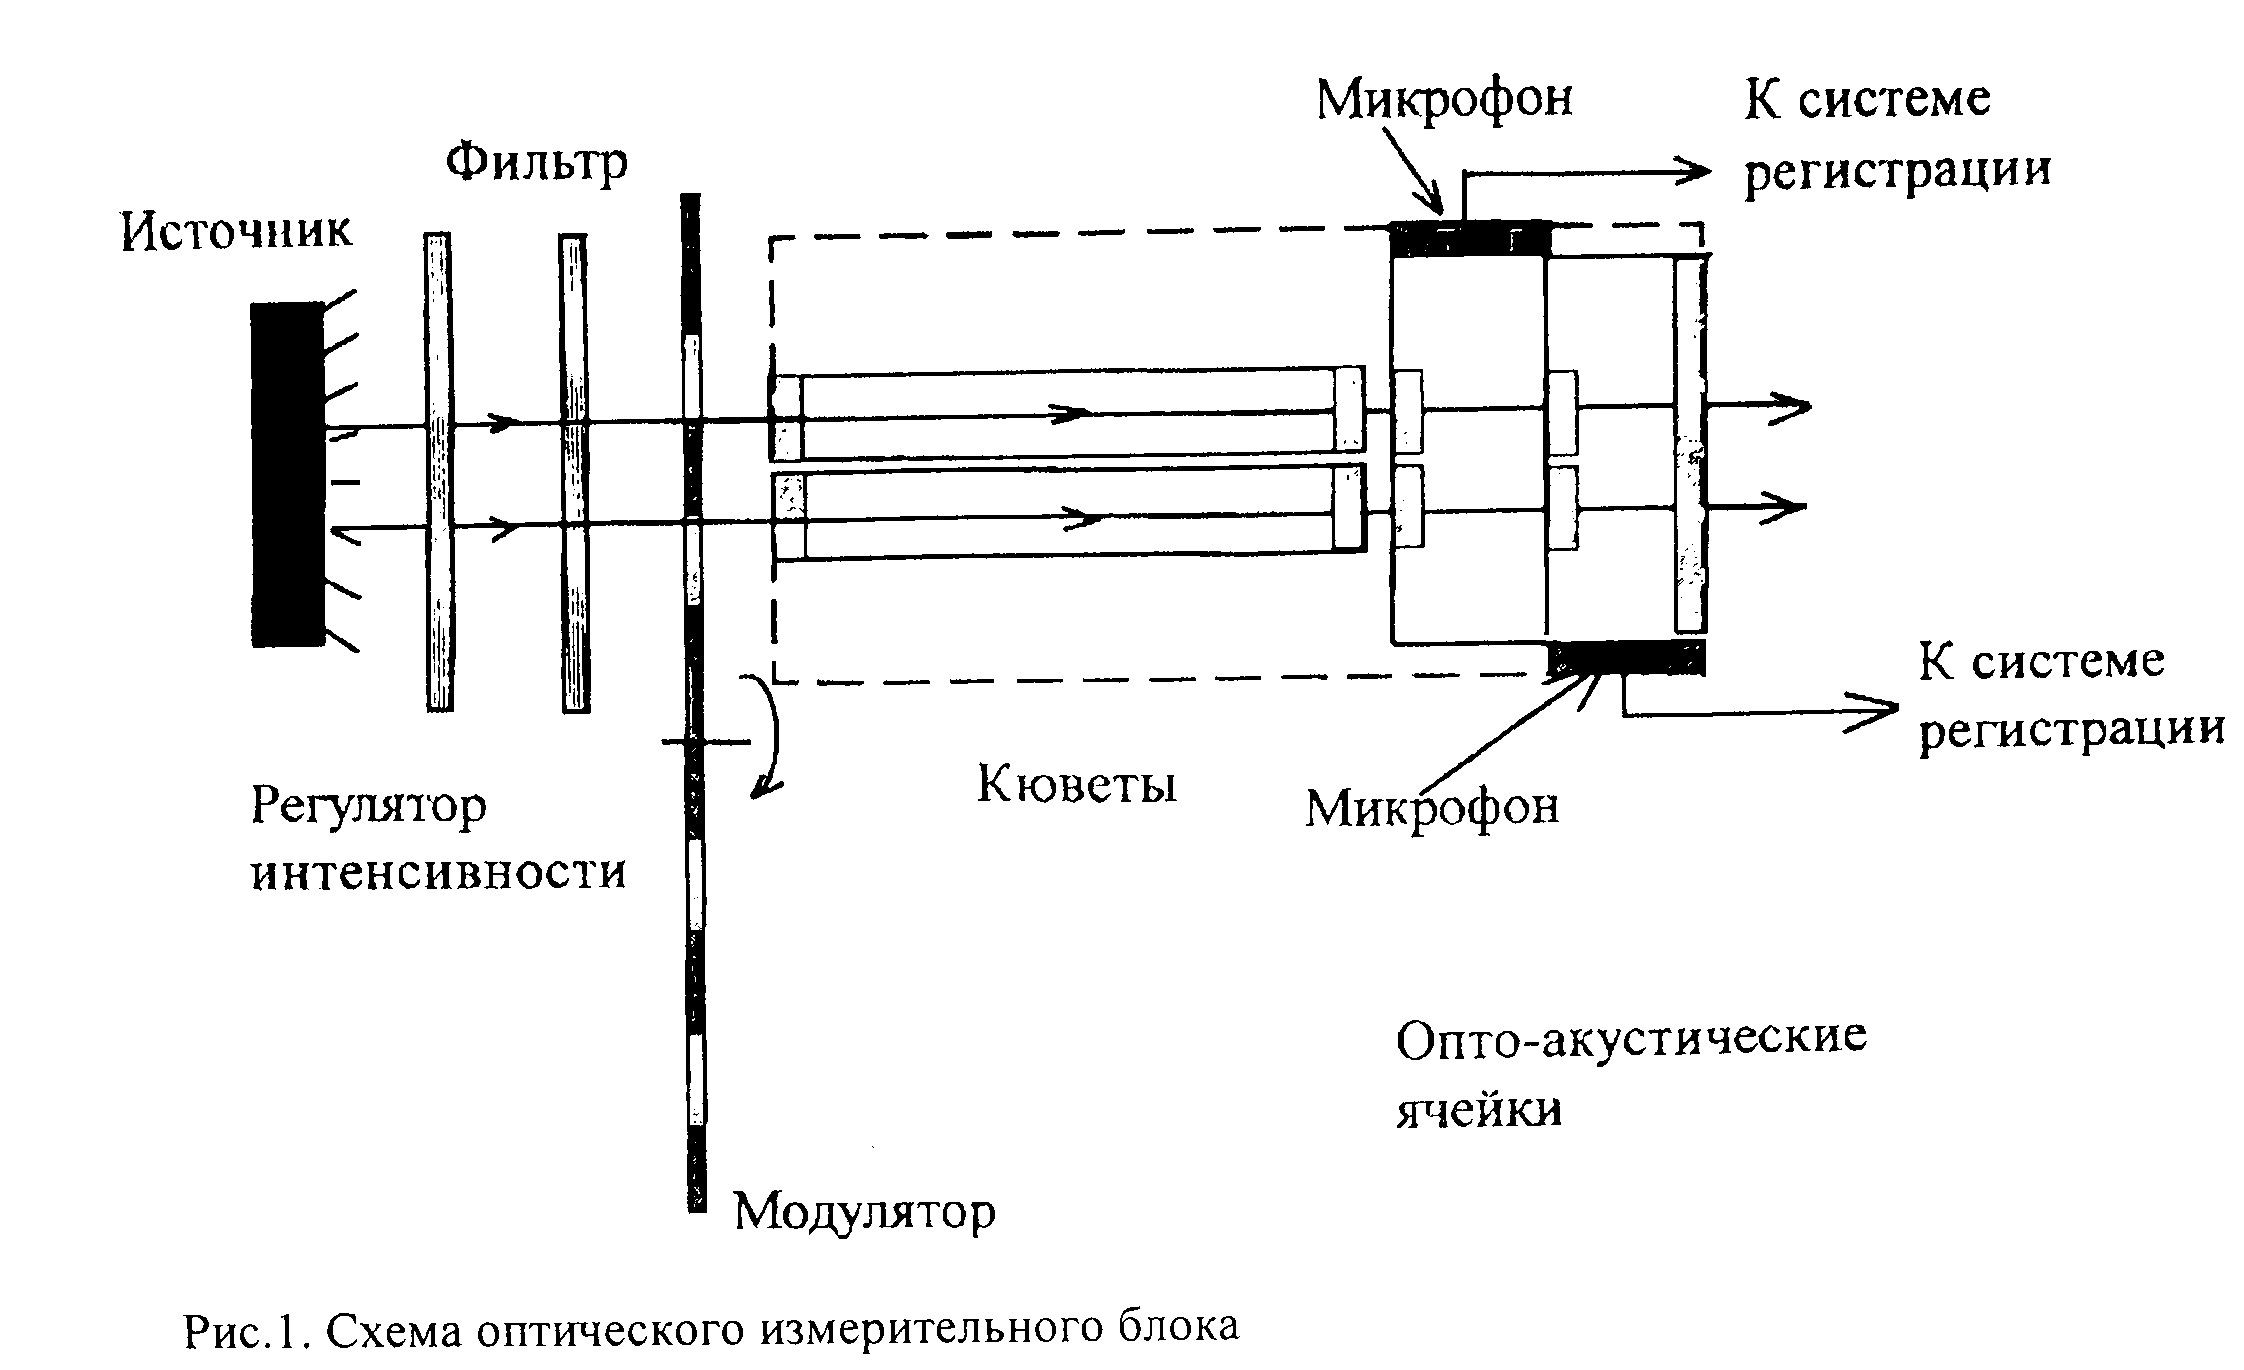 Микрофон
К системе
регистрации
Фильтр
Источник
К системе
регистрации
Кюветы
Микрофон
Регулятор
интенсивности
Опто-акустические
ячейки
Модулятор
Рис.1. Схема оптического измерительного блока